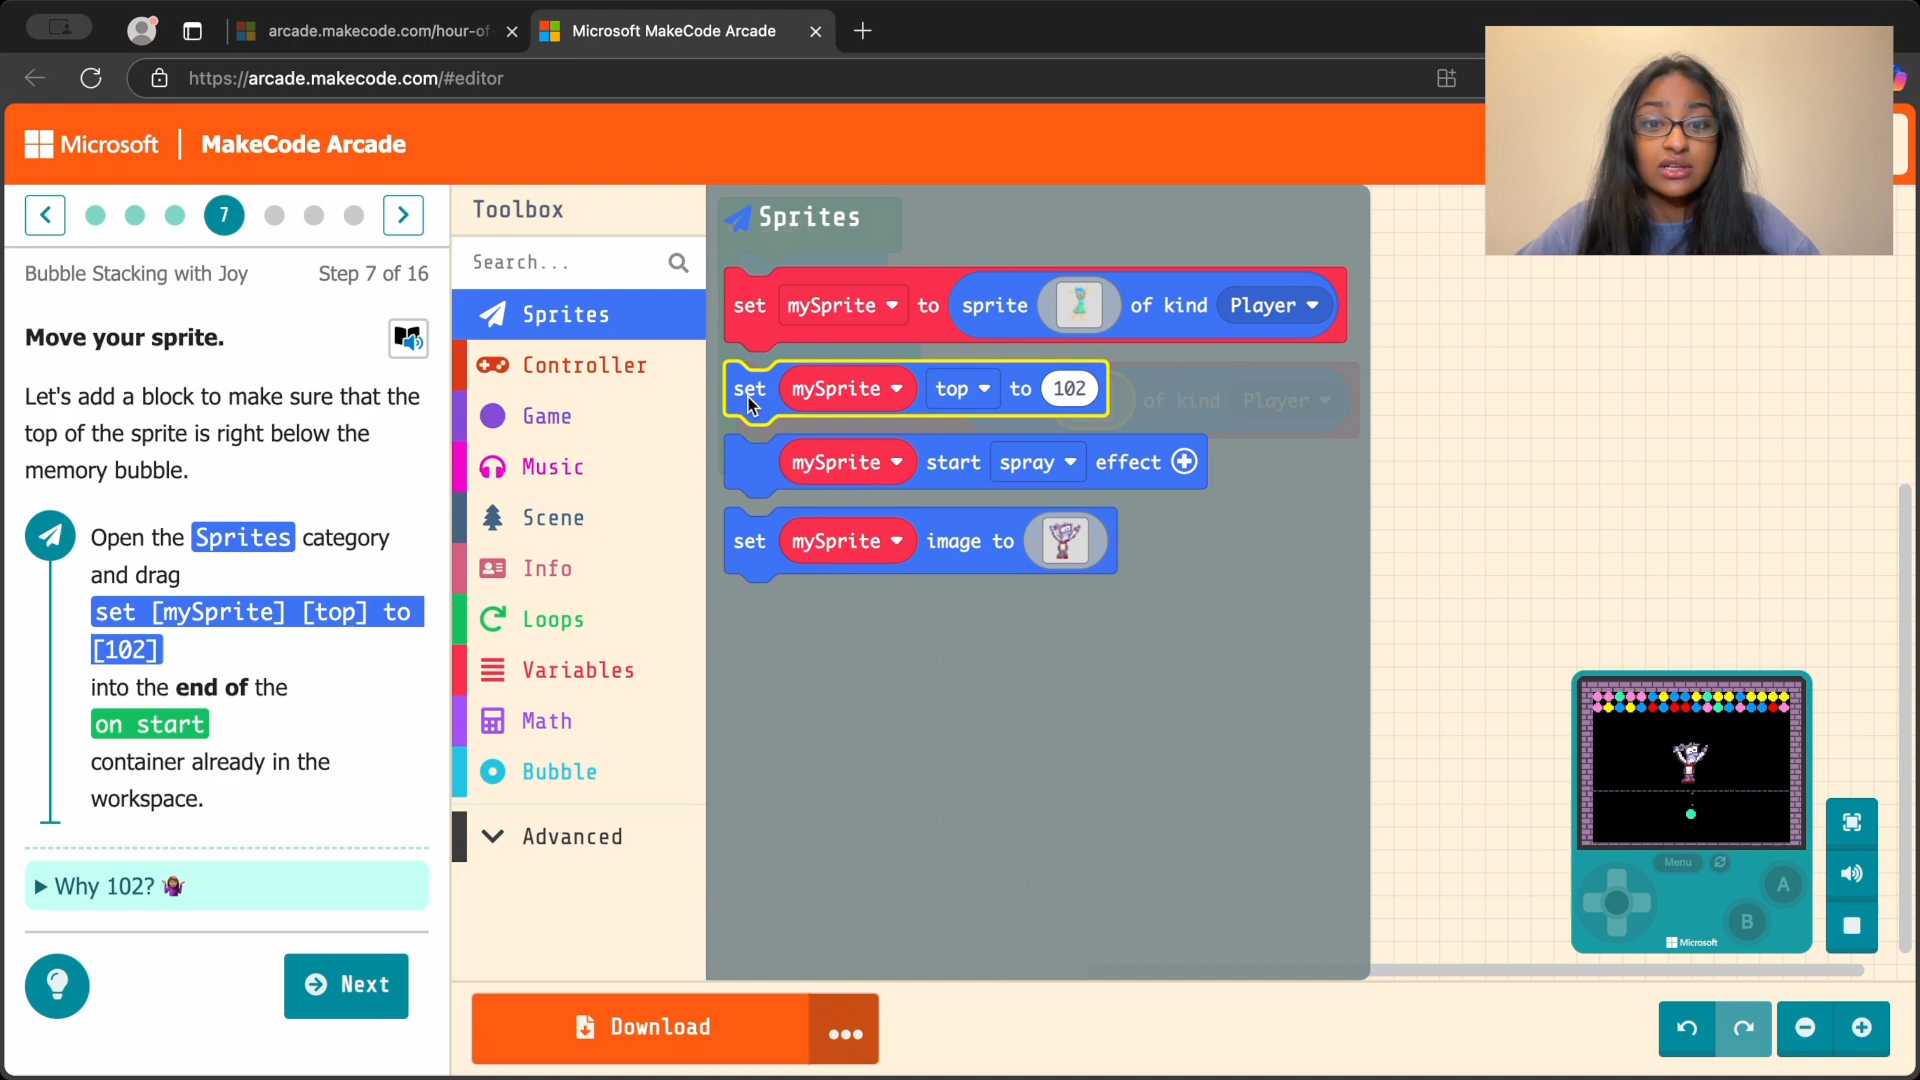 arcade.makecode.com/hour-of-
Microsoft MakeCode Arcade
https://arcade.makecode.com/#editor
Microsoft | MakeCode Arcade
7
Bubble Stacking with Joy Step 7 of 16
Move your sprite.
Let's add a block to make sure that the
top of the sprite is right below the
memory bubble.
Open the Sprites category
and drag
set [mySprite] [top] to
[102]
into the end of the
on start
container already in the
workspace.
Why 102?
Next
Toolbox
Search...
Sprites
Controller
Game
Music
Scene
Info
Loops
Variables
Math
Bubble
Advanced
Sprites
set mySprite to sprite of kind Player
set mySprite top to 102
of kind Player
mySprite start spray effect
set mySprite image to
Download
Menu
A
B
Microsoft